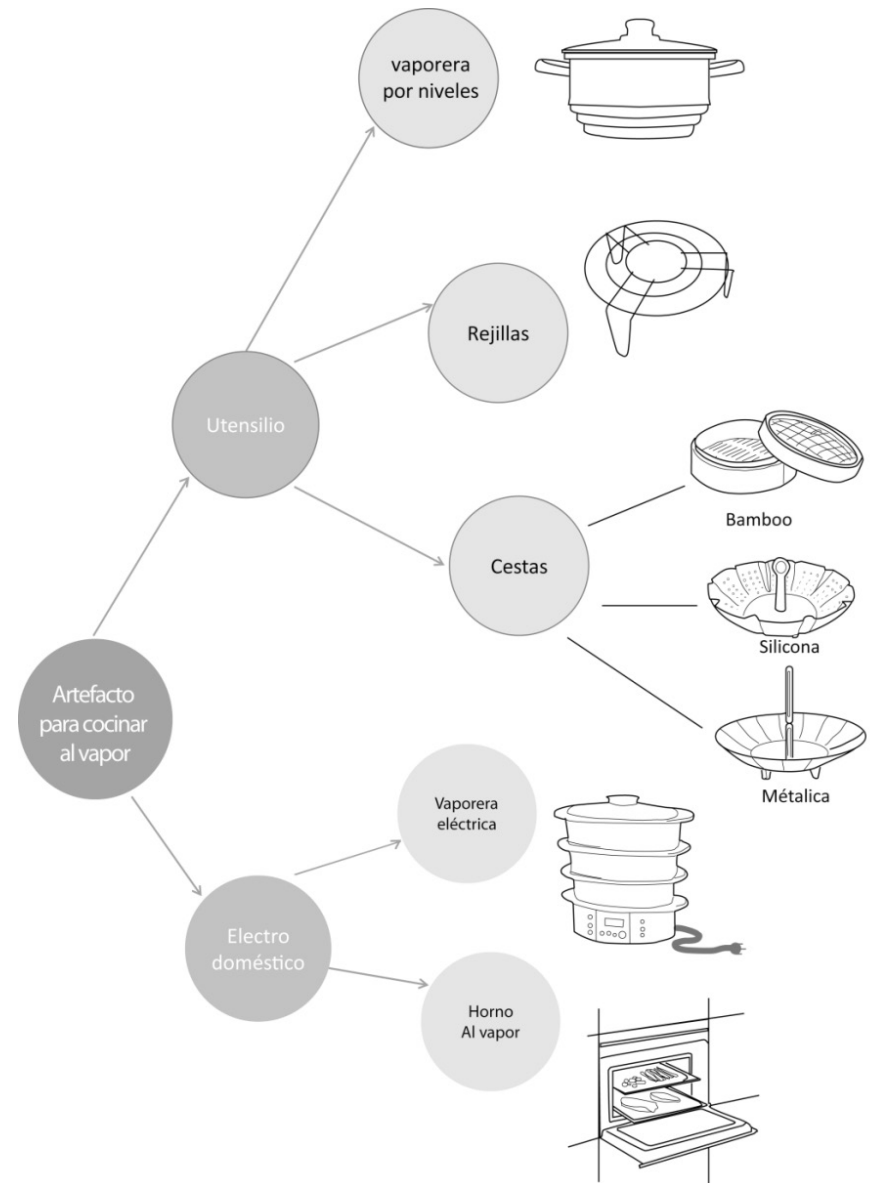 vaporera
por niveles
Rejillas
Utensilio
Bamboo
Cestas
Silicona
Artefacto
para cocinar
al vapor
Métalica
Vaporera
eléctrica
Electro
doméstico
Horno
Al vapor